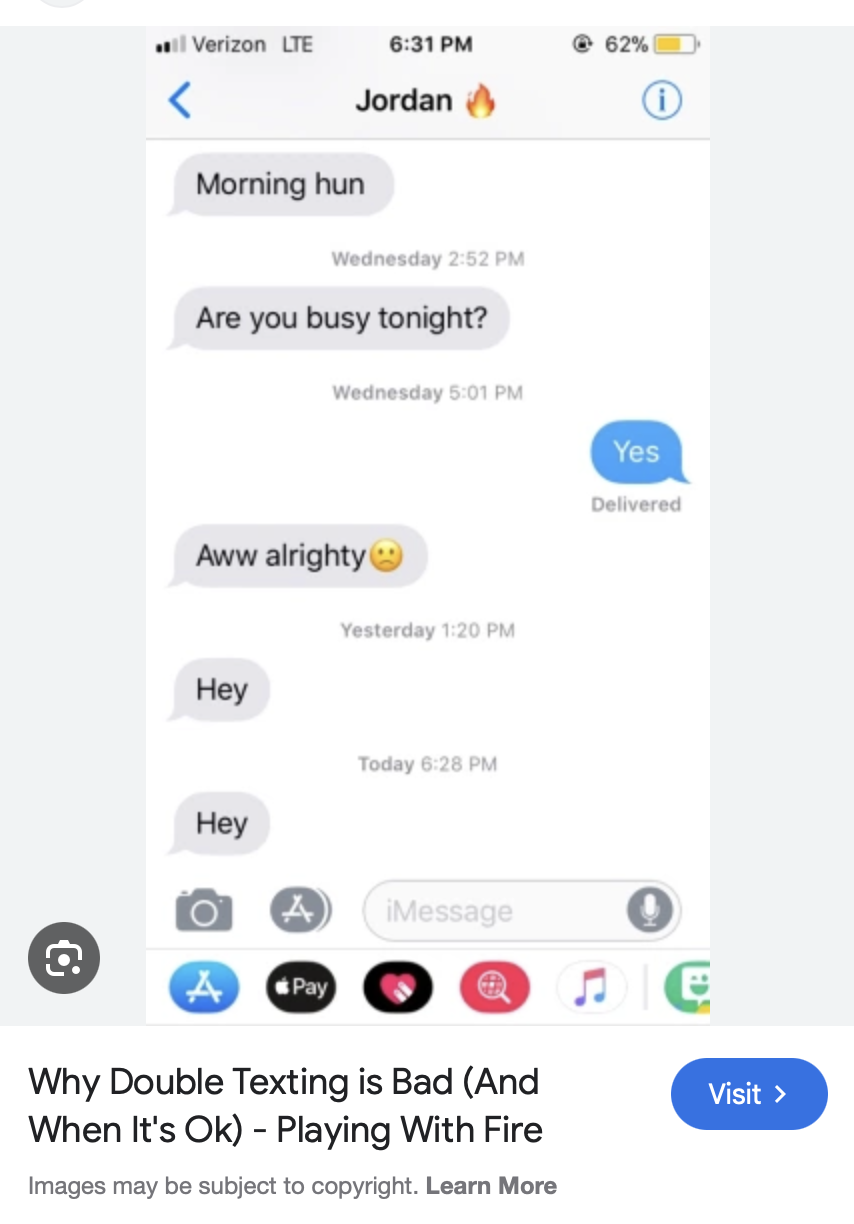 Verizon LTE 6:31 PM 62%
Jordan 🔥
Morning hun
Wednesday 2:52 PM
Are you busy tonight?
Wednesday 5:01 PM
Yes
Delivered
Aww alrighty🙁
Yesterday 1:20 PM
Hey
Today 6:28 PM
Hey
iMessage
Pay
Why Double Texting is Bad (And
When It's Ok) - Playing With Fire
Visit >
Images may be subject to copyright. Learn More